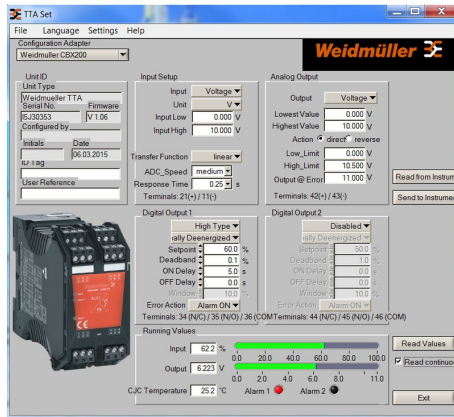 TTA Set
File Language Settings Help
Configuration Adapter
Weidmuller CBX200
Weidmüller
Unit ID
Unit Type
Weidmueller TTA
Serial No. Firmware
V 1.06
Configured by
Initials Date
06.03.2015
ID Tag
User Reference
Input Setup
Input Voltage
Unit V
Input Low 0.000 V
Input High 10.000 V
Transfer Function linear
ADC_Speed medium
Response Time 0.25 s
Terminals: 21(+) / 11(-)
Analog Output
Output Voltage
Lowest Value 0.000 V
Highest Value 10.000 V
Action direct reverse
Low_Limit 0.000 V
High_Limit 10.500 V
Output @ Error 11.000 V
Terminals: 42(+) / 43(-)
Read from Instrum
Send to Instrume
Digital Output 1
High Type
ially Deenergized
Setpoint 60.0 %
Deadband 0.1 %
ON Delay 5.0 s
OFF Delay 0.0 s
Window 10.0 %
Error Action Alarm ON
Terminals: 34 (N/C) / 35 (N/O) / 36 (COM
Digital Output 2
Disabled
ially Deenergized
Setpoint 50.0 %
Deadband 1.0 %
ON Delay 0.0 s
OFF Delay 0.0 s
Window 10.0 %
Error Action Alarm ON
Terminals: 44 (N/C) / 45 (N/O) / 46 (COM)
Running Values
Input 62.2 %
0.0 20.0 40.0 60.0 80.0 100.0
Output 6.223 V
0.0 2.0 4.0 6.0 8.0 11.0
CJC Temperature 25.2 °C Alarm 1 Alarm 2
Read Values
Read continuou
Exit